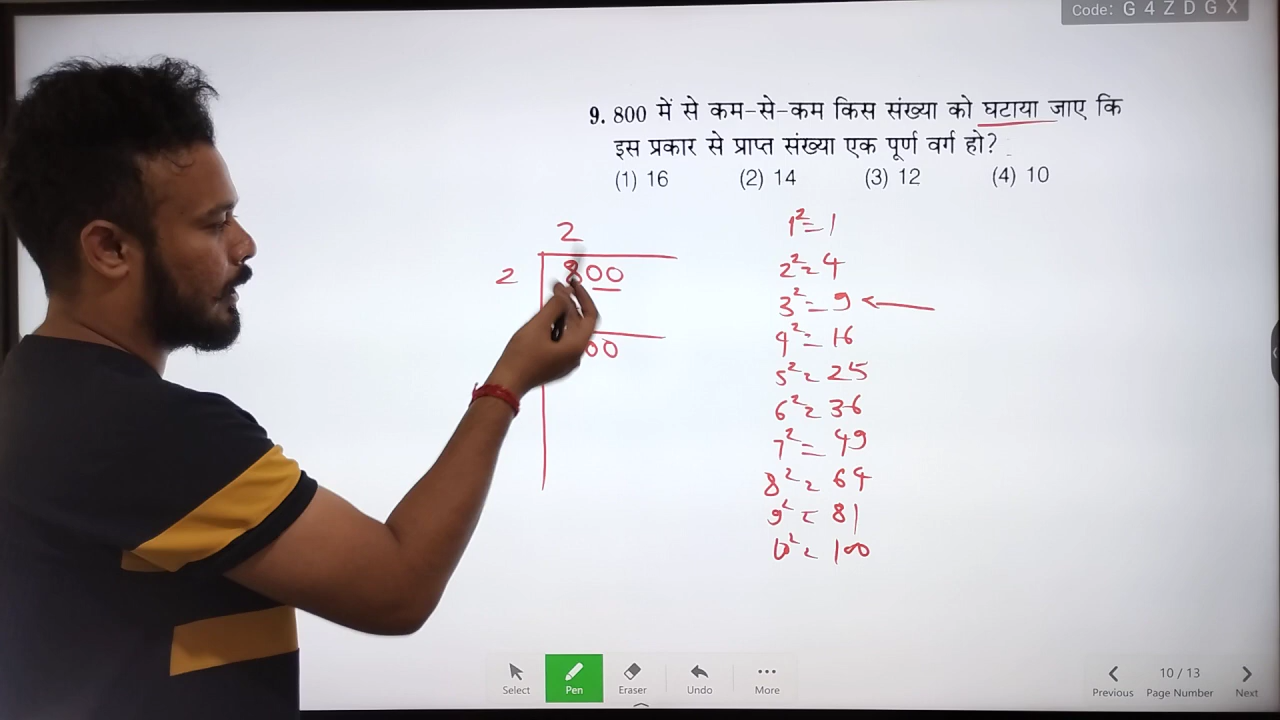 Code: G 4 Z D G X
9. 800 में से कम-से-कम किस संख्या को घटाया जाए कि
इस प्रकार से प्राप्त संख्या एक पूर्ण वर्ग हो?
(1) 16 (2) 14 (3) 12 (4) 10
2
2 800
00
1² = 1
2² = 4
3² = 9
4² = 16
5² = 25
6² = 36
7² = 49
8² = 64
9² = 81
10² = 100
Select Pen Eraser Undo More
10 / 13
Previous Page Number Next